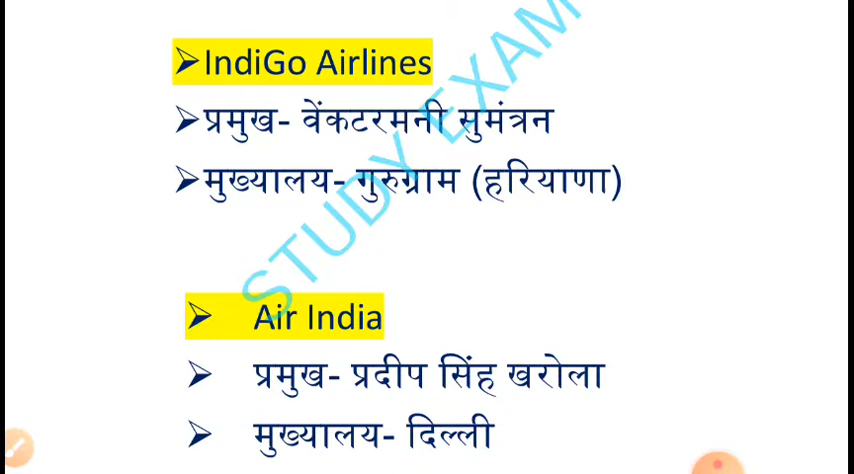 ➢IndiGo Airlines
➢प्रमुख- वेंकटरमनी सुमंत्रन
➢मुख्यालय- गुरुग्राम (हरियाणा)
➢ Air India
➢ प्रमुख- प्रदीप सिंह खरोला
➢ मुख्यालय- दिल्ली
STUDY EXAM